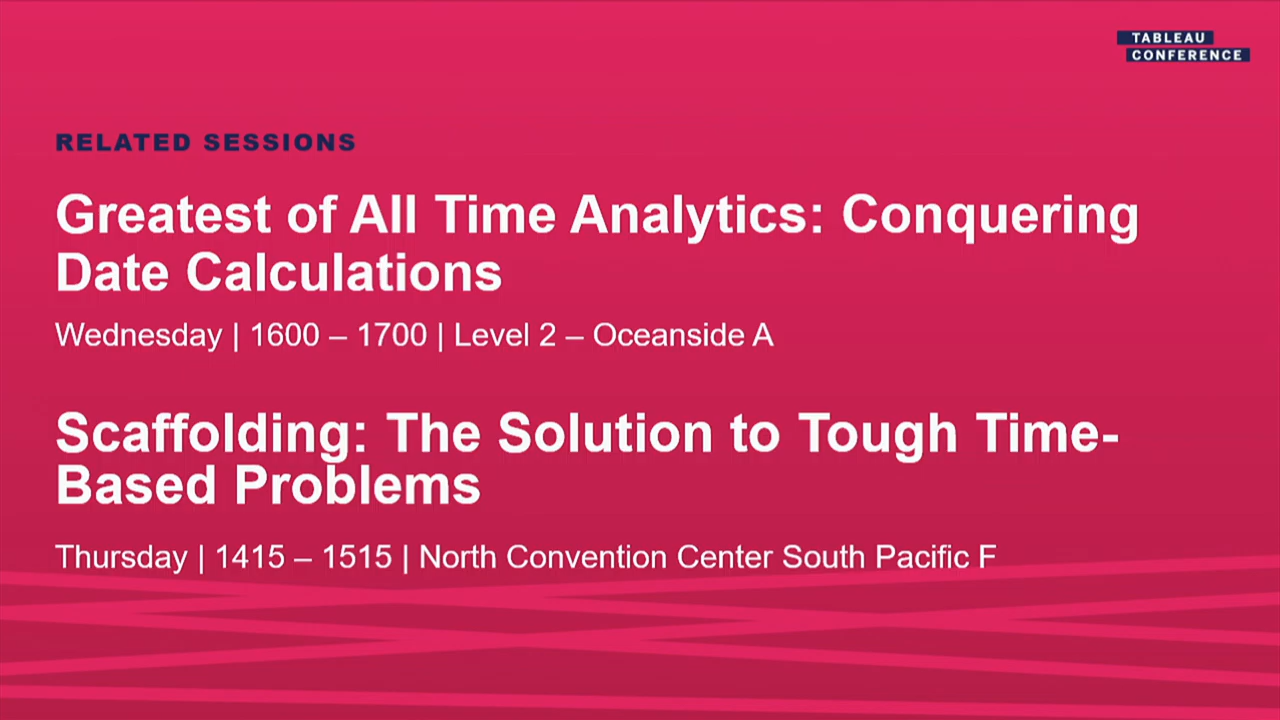 TABLEAU
CONFERENCE
RELATED SESSIONS
Greatest of All Time Analytics: Conquering
Date Calculations
Wednesday | 1600 – 1700 | Level 2 – Oceanside A
Scaffolding: The Solution to Tough Time-
Based Problems
Thursday | 1415 – 1515 | North Convention Center South Pacific F